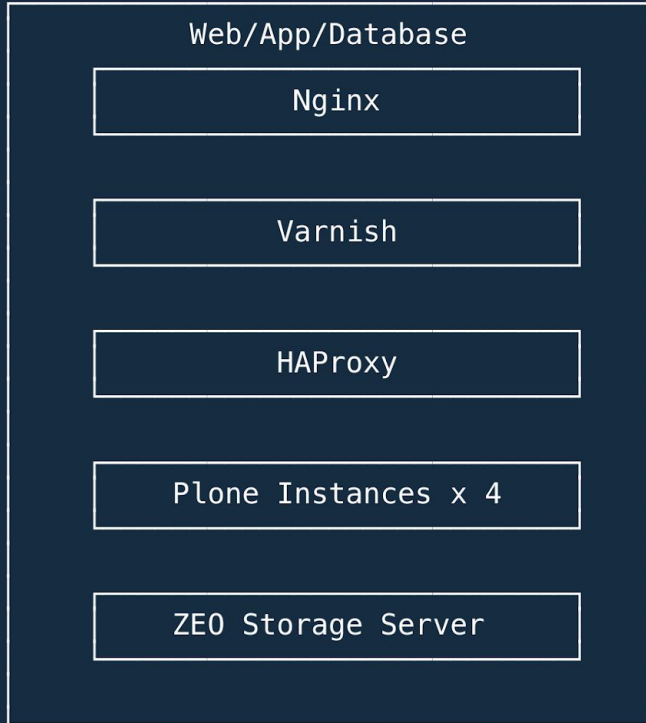 Web/App/Database
Nginx
Varnish
HAProxy
Plone Instances x 4
ZEO Storage Server